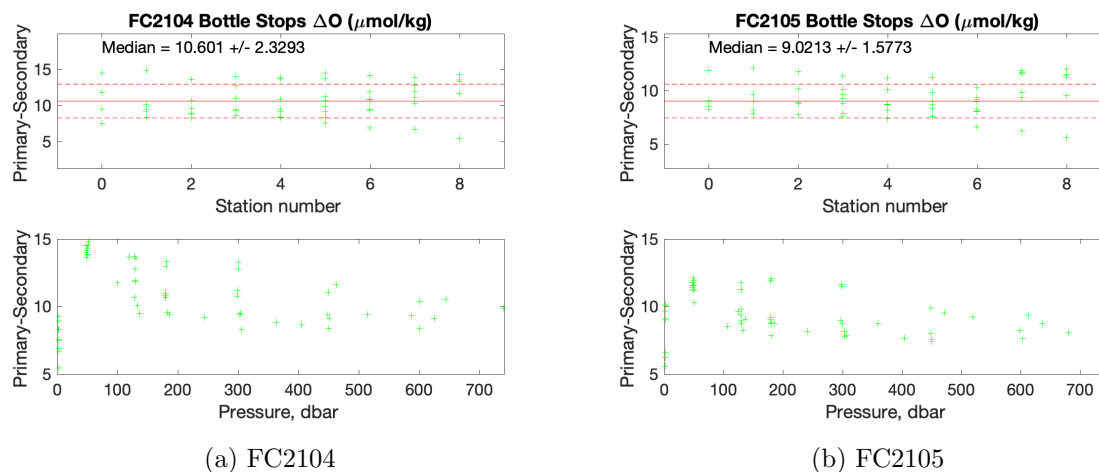 FC2104 Bottle Stops ΔO (μmol/kg)
Median = 10.601 +/- 2.3293
Primary-Secondary
15
10
5
0 2 4 6 8
Station number
Primary-Secondary
15
10
5
0 100 200 300 400 500 600 700
Pressure, dbar
(a) FC2104
FC2105 Bottle Stops ΔO (μmol/kg)
Median = 9.0213 +/- 1.5773
Primary-Secondary
15
10
5
0 2 4 6 8
Station number
Primary-Secondary
15
10
5
0 100 200 300 400 500 600 700
Pressure, dbar
(b) FC2105